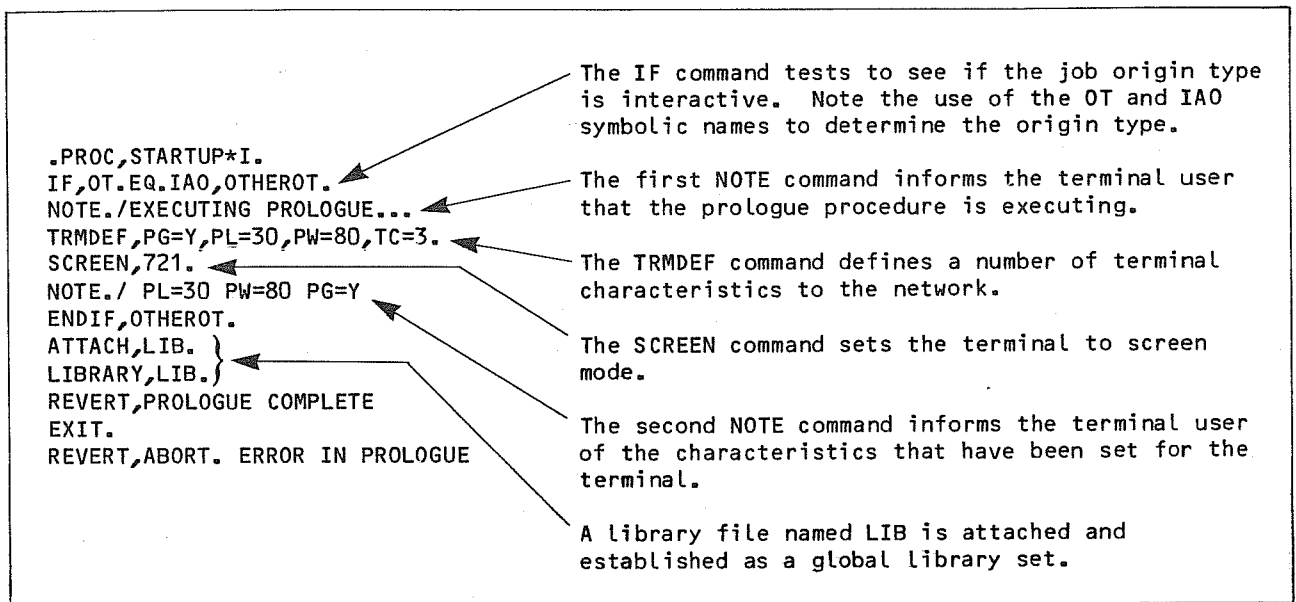 .PROC,STARTUP*I.
IF,OT.EQ.IAO,OTHEROT.
NOTE./EXECUTING PROLOGUE...
TRMDEF,PG=Y,PL=30,PW=80,TC=3.
SCREEN,721.
NOTE./ PL=30 PW=80 PG=Y
ENDIF,OTHEROT.
ATTACH,LIB.
LIBRARY,LIB.
REVERT,PROLOGUE COMPLETE
EXIT.
REVERT,ABORT. ERROR IN PROLOGUE
The IF command tests to see if the job origin type
is interactive. Note the use of the OT and IAO
symbolic names to determine the origin type.
The first NOTE command informs the terminal user
that the prologue procedure is executing.
The TRMDEF command defines a number of terminal
characteristics to the network.
The SCREEN command sets the terminal to screen
mode.
The second NOTE command informs the terminal user
of the characteristics that have been set for the
terminal.
A library file named LIB is attached and
established as a global library set.